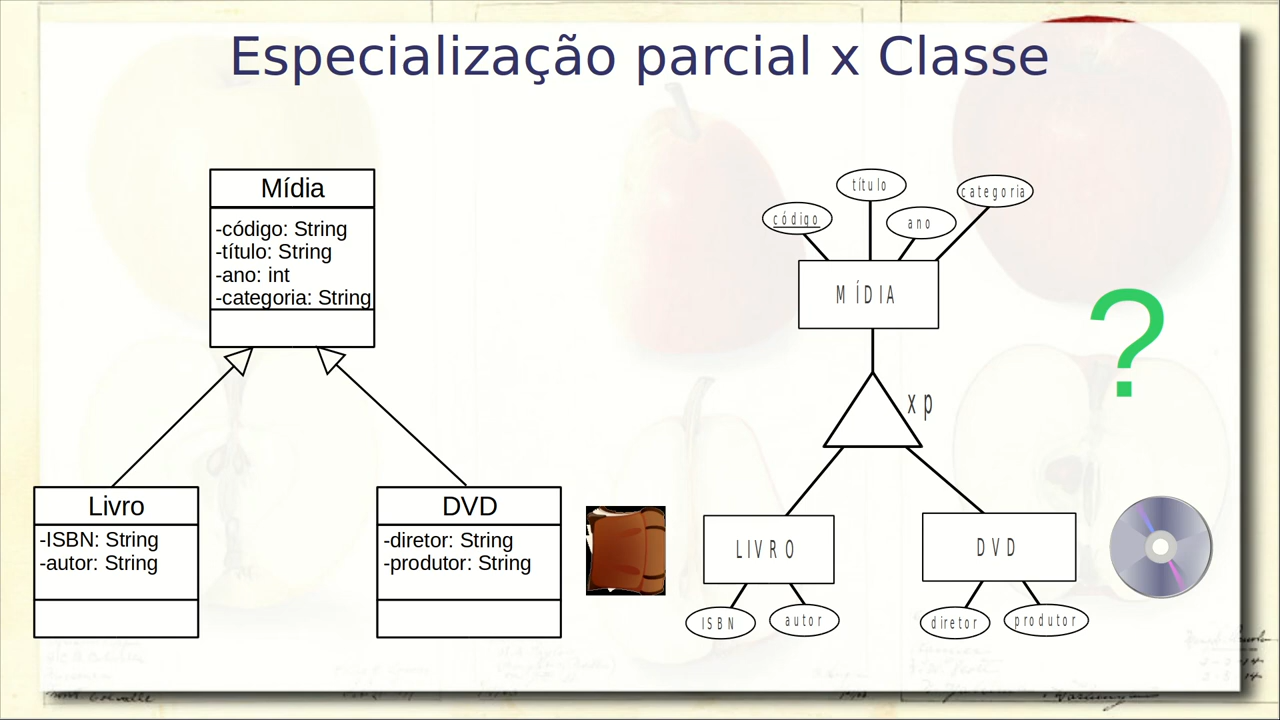 Especialização parcial x Classe
Mídia
-código: String
-título: String
-ano: int
-categoria: String
Livro
-ISBN: String
-autor: String
DVD
-diretor: String
-produtor: String
título
categoria
código
ano
MÍDIA
xp
?
LIVRO
DVD
ISBN
autor
diretor
produtor